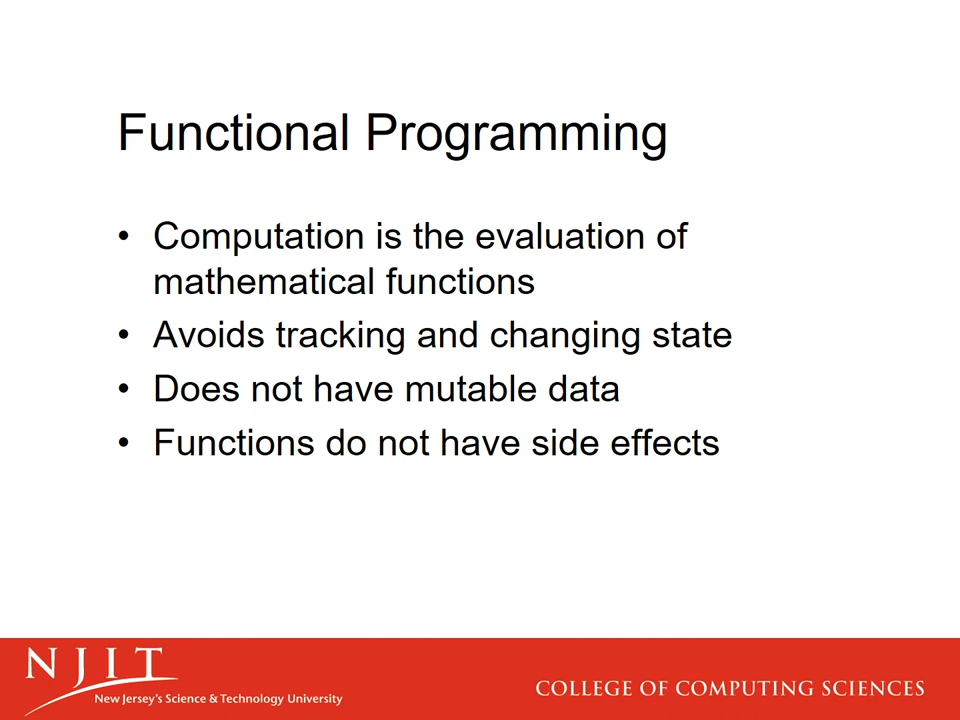 Functional Programming
• Computation is the evaluation of
mathematical functions
• Avoids tracking and changing state
• Does not have mutable data
• Functions do not have side effects
NJIT
New Jersey's Science & Technology University
COLLEGE OF COMPUTING SCIENCES